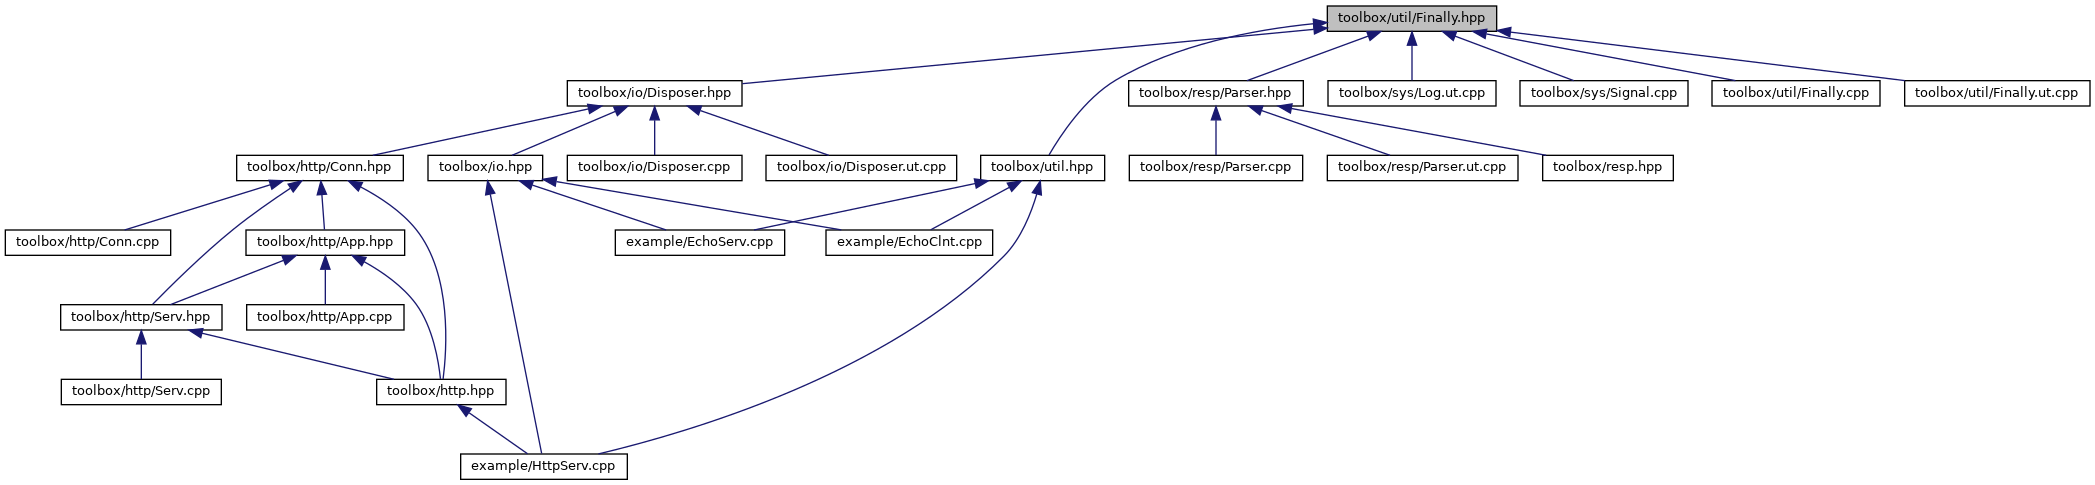 toolbox/util/Finally.hpp
toolbox/io/Disposer.hpp
toolbox/resp/Parser.hpp
toolbox/sys/Log.ut.cpp
toolbox/sys/Signal.cpp
toolbox/util/Finally.cpp
toolbox/util/Finally.ut.cpp
toolbox/http/Conn.hpp
toolbox/io.hpp
toolbox/io/Disposer.cpp
toolbox/io/Disposer.ut.cpp
toolbox/util.hpp
toolbox/resp/Parser.cpp
toolbox/resp/Parser.ut.cpp
toolbox/resp.hpp
toolbox/http/Conn.cpp
toolbox/http/App.hpp
example/EchoServ.cpp
example/EchoClnt.cpp
toolbox/http/Serv.hpp
toolbox/http/App.cpp
toolbox/http/Serv.cpp
toolbox/http.hpp
example/HttpServ.cpp